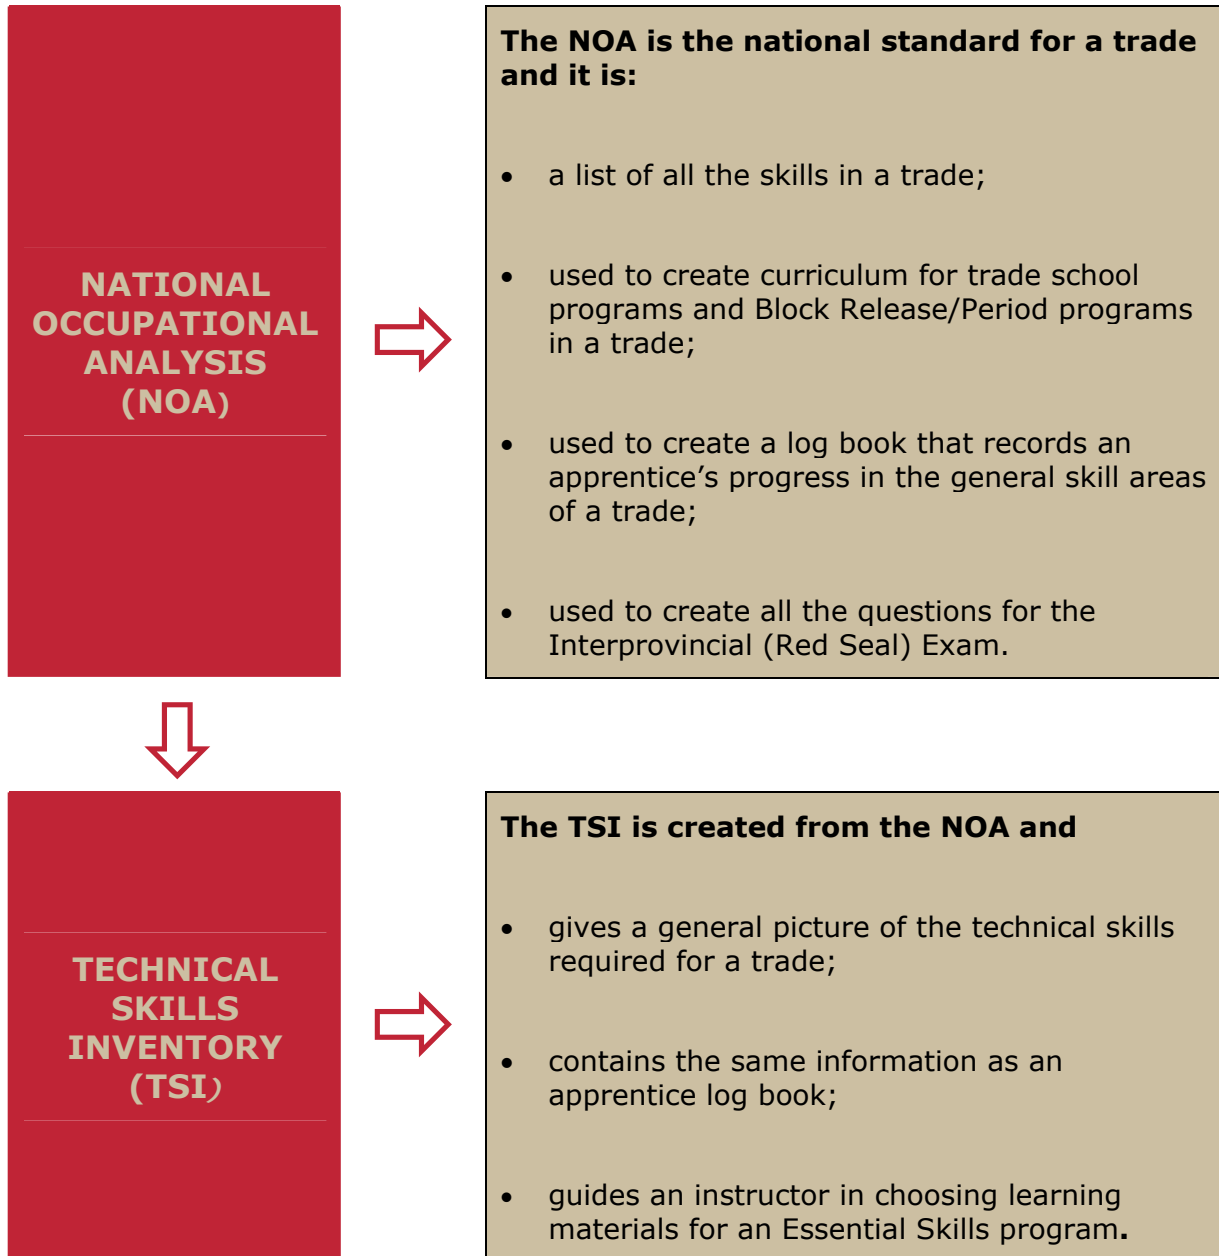 NATIONAL
OCCUPATIONAL
ANALYSIS
(NOA)
The NOA is the national standard for a trade
and it is:
• a list of all the skills in a trade;
• used to create curriculum for trade school
programs and Block Release/Period programs
in a trade;
• used to create a log book that records an
apprentice’s progress in the general skill areas
of a trade;
• used to create all the questions for the
Interprovincial (Red Seal) Exam.
TECHNICAL
SKILLS
INVENTORY
(TSI)
The TSI is created from the NOA and
• gives a general picture of the technical skills
required for a trade;
• contains the same information as an
apprentice log book;
• guides an instructor in choosing learning
materials for an Essential Skills program.